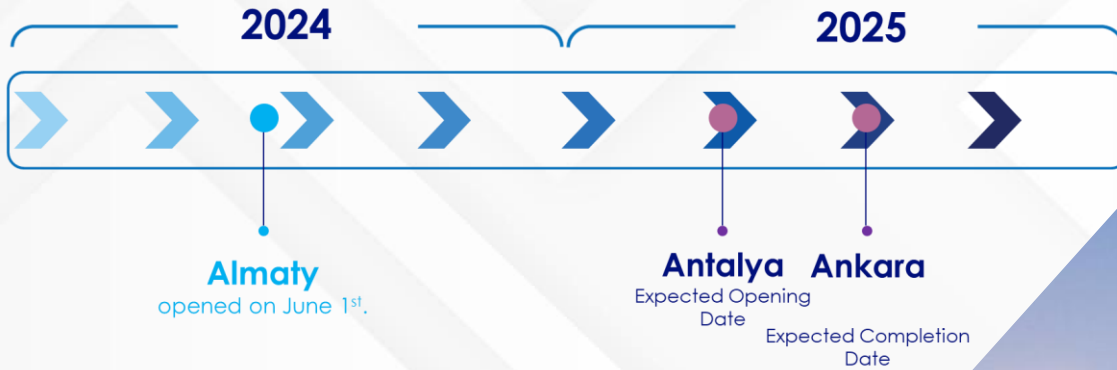 2024
2025
Almaty
opened on June 1st.
Antalya
Expected Opening
Date
Ankara
Expected Completion
Date